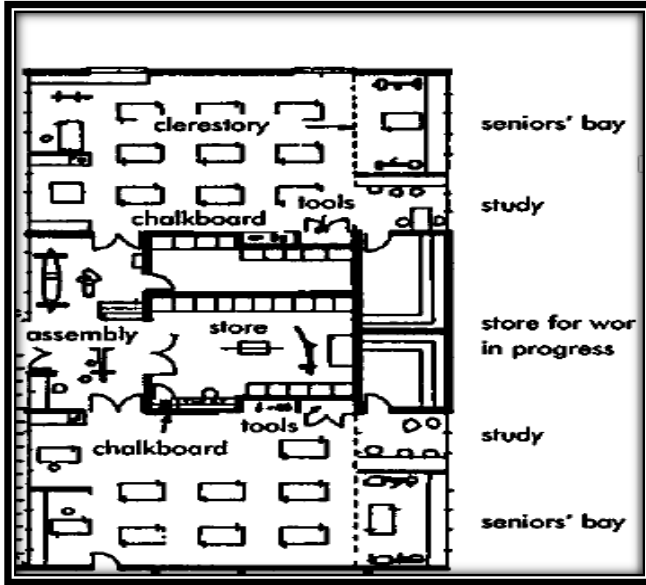 clerestory
seniors' bay
chalkboard
tools
study
assembly
store
store for wor
in progress
chalkboard
tools
study
seniors' bay